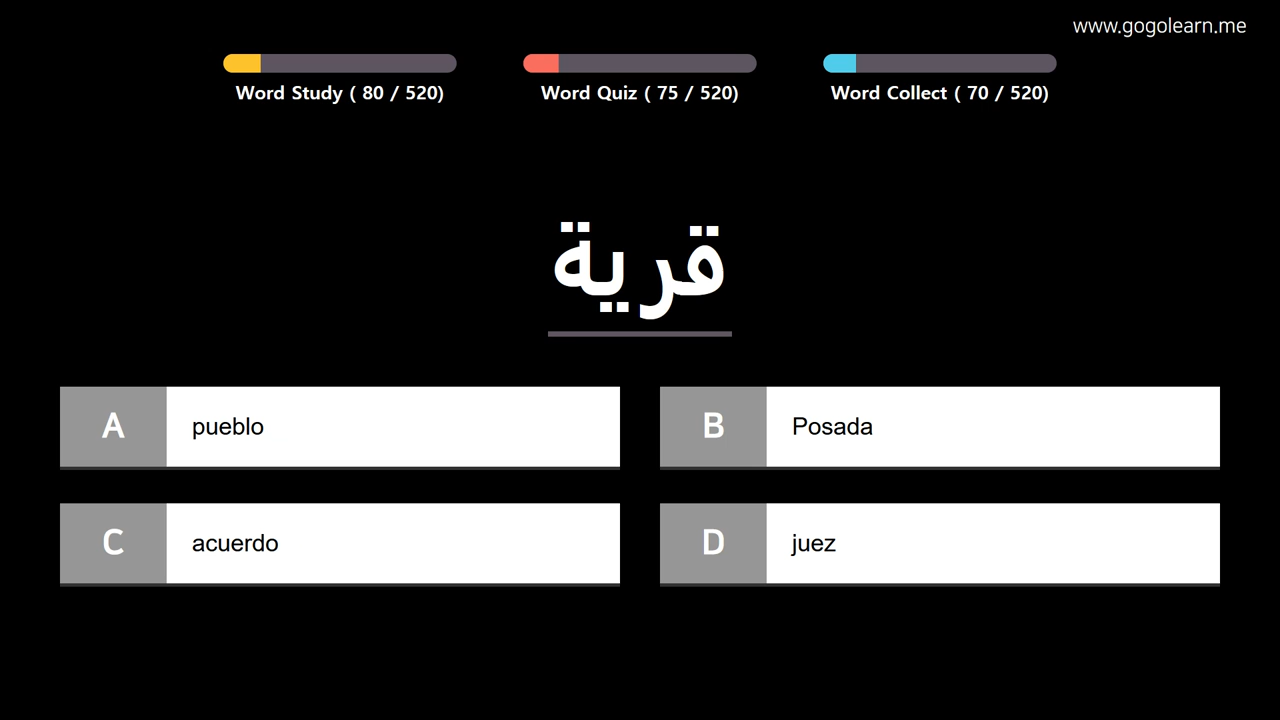 www.gogolearn.me
Word Study ( 80 / 520)
Word Quiz ( 75 / 520)
Word Collect ( 70 / 520)
قرية
A pueblo
B Posada
C acuerdo
D juez